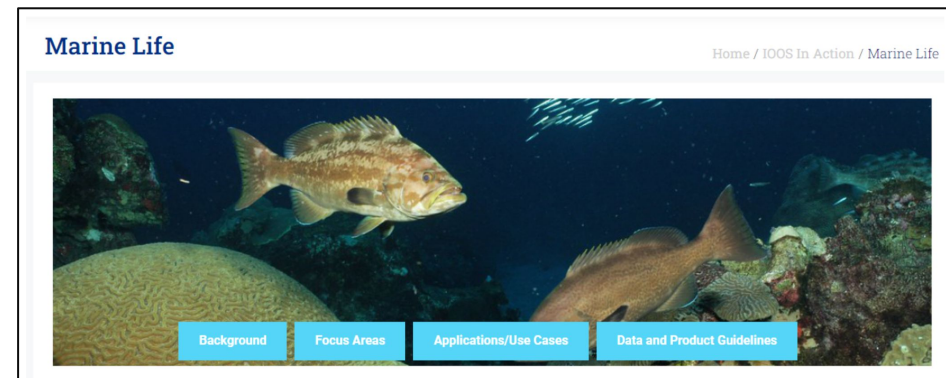 Marine Life
Home / IOOS In Action / Marine Life
Background
Focus Areas
Applications/Use Cases
Data and Product Guidelines